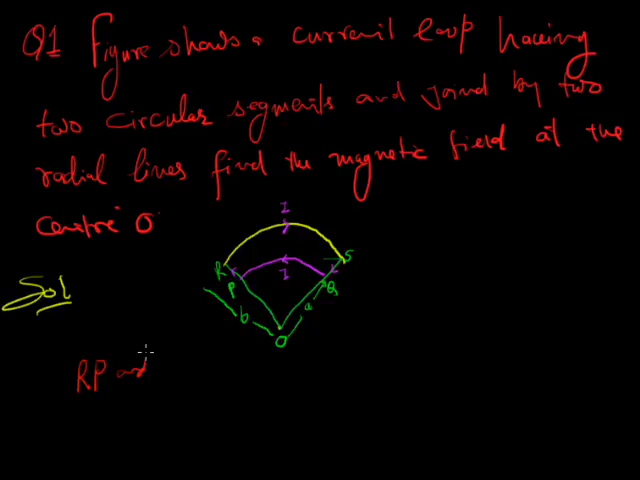 Q1 Figure shows a current loop having
two circular segments and joined by two
radial lines find the magnetic field at the
centre O
I
R
S
I
P
Q
b
a
O
Sol
RP and